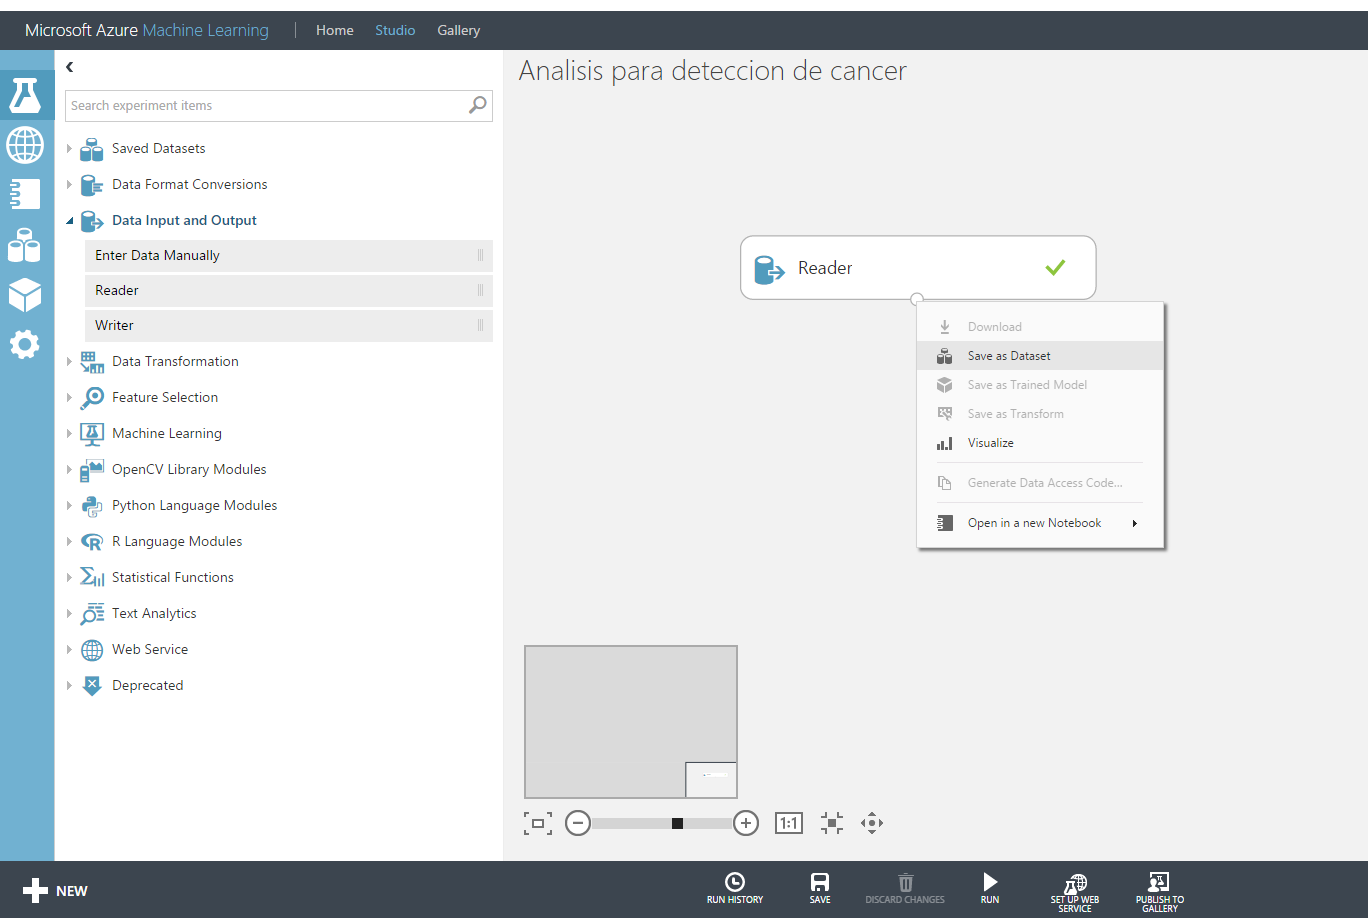 Microsoft Azure Machine Learning | Home Studio Gallery
Analisis para deteccion de cancer
Search experiment items
Saved Datasets
Data Format Conversions
Data Input and Output
Enter Data Manually
Reader
Writer
Data Transformation
Feature Selection
Machine Learning
OpenCV Library Modules
Python Language Modules
R Language Modules
Statistical Functions
Text Analytics
Web Service
Deprecated
Reader
Download
Save as Dataset
Save as Trained Model
Save as Transform
Visualize
Generate Data Access Code...
Open in a new Notebook
1:1
NEW
RUN HISTORY
SAVE
DISCARD CHANGES
RUN
SET UP WEB
SERVICE
PUBLISH TO
GALLERY